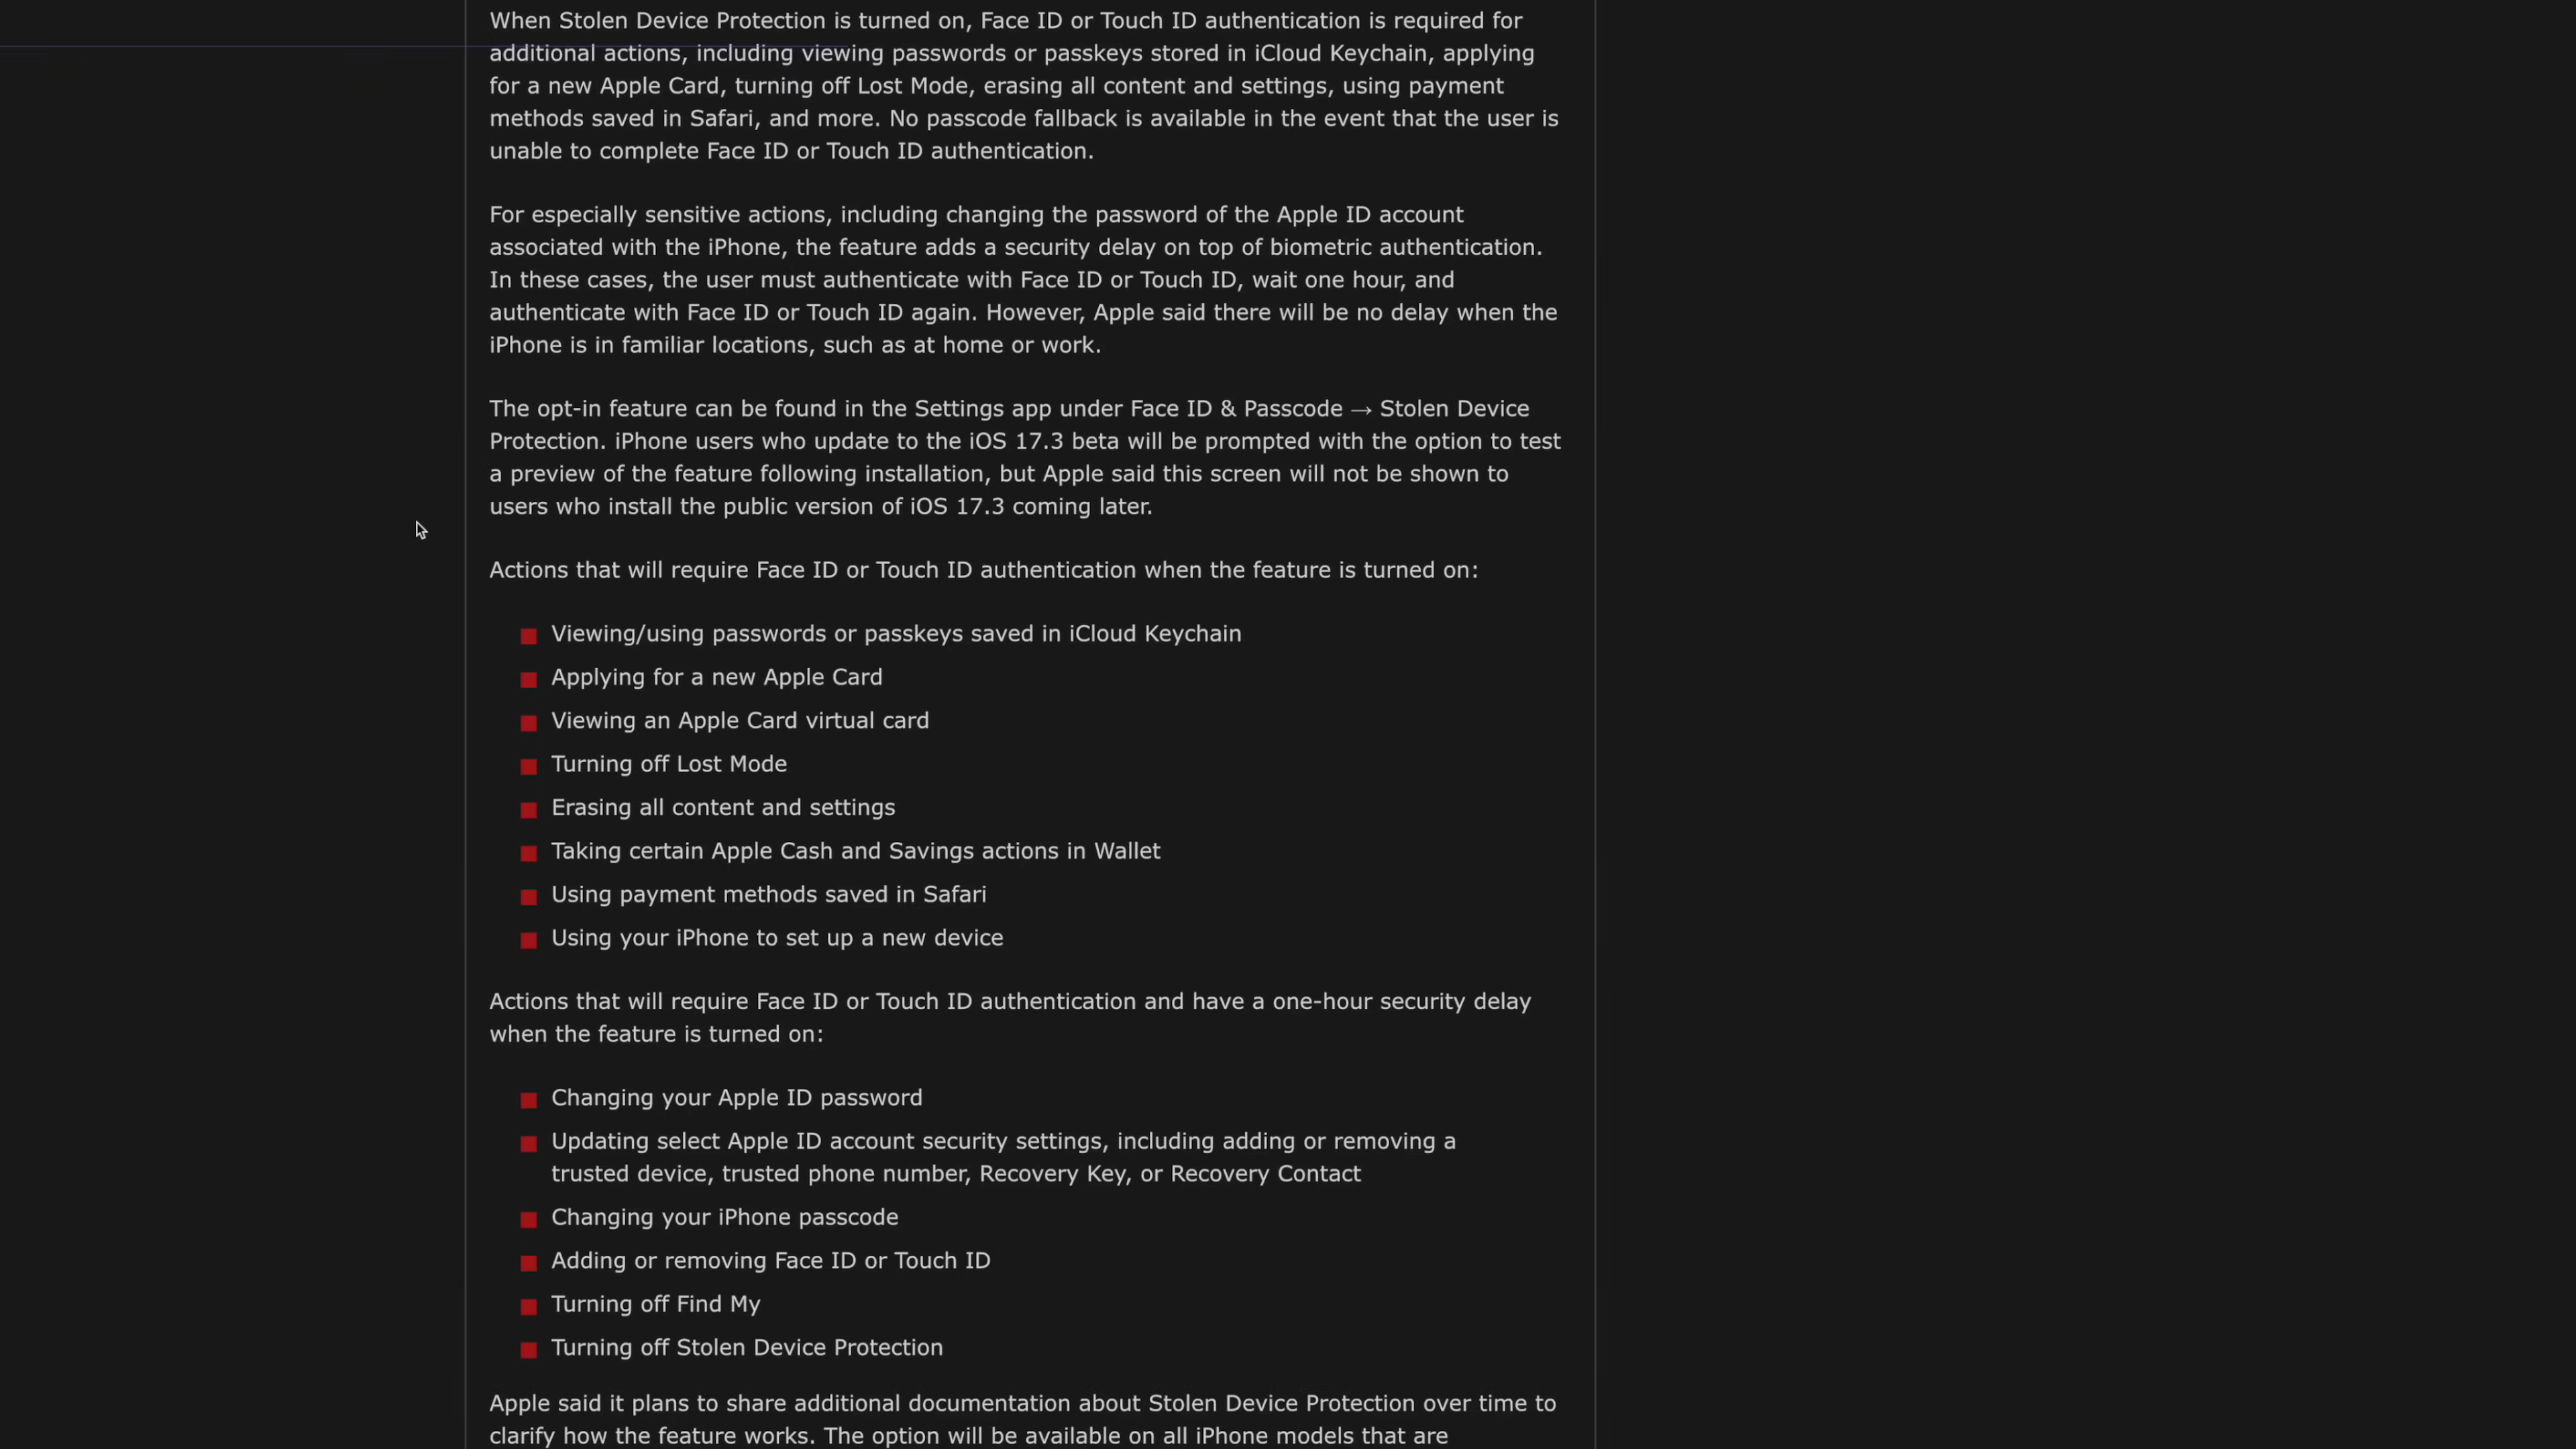 When Stolen Device Protection is turned on, Face ID or Touch ID authentication is required for
additional actions, including viewing passwords or passkeys stored in iCloud Keychain, applying
for a new Apple Card, turning off Lost Mode, erasing all content and settings, using payment
methods saved in Safari, and more. No passcode fallback is available in the event that the user is
unable to complete Face ID or Touch ID authentication.
For especially sensitive actions, including changing the password of the Apple ID account
associated with the iPhone, the feature adds a security delay on top of biometric authentication.
In these cases, the user must authenticate with Face ID or Touch ID, wait one hour, and
authenticate with Face ID or Touch ID again. However, Apple said there will be no delay when the
iPhone is in familiar locations, such as at home or work.
The opt-in feature can be found in the Settings app under Face ID & Passcode → Stolen Device
Protection. iPhone users who update to the iOS 17.3 beta will be prompted with the option to test
a preview of the feature following installation, but Apple said this screen will not be shown to
users who install the public version of iOS 17.3 coming later.
Actions that will require Face ID or Touch ID authentication when the feature is turned on:
Viewing/using passwords or passkeys saved in iCloud Keychain
Applying for a new Apple Card
Viewing an Apple Card virtual card
Turning off Lost Mode
Erasing all content and settings
Taking certain Apple Cash and Savings actions in Wallet
Using payment methods saved in Safari
Using your iPhone to set up a new device
Actions that will require Face ID or Touch ID authentication and have a one-hour security delay
when the feature is turned on:
Changing your Apple ID password
Updating select Apple ID account security settings, including adding or removing a
trusted device, trusted phone number, Recovery Key, or Recovery Contact
Changing your iPhone passcode
Adding or removing Face ID or Touch ID
Turning off Find My
Turning off Stolen Device Protection
Apple said it plans to share additional documentation about Stolen Device Protection over time to
clarify how the feature works. The option will be available on all iPhone models that are